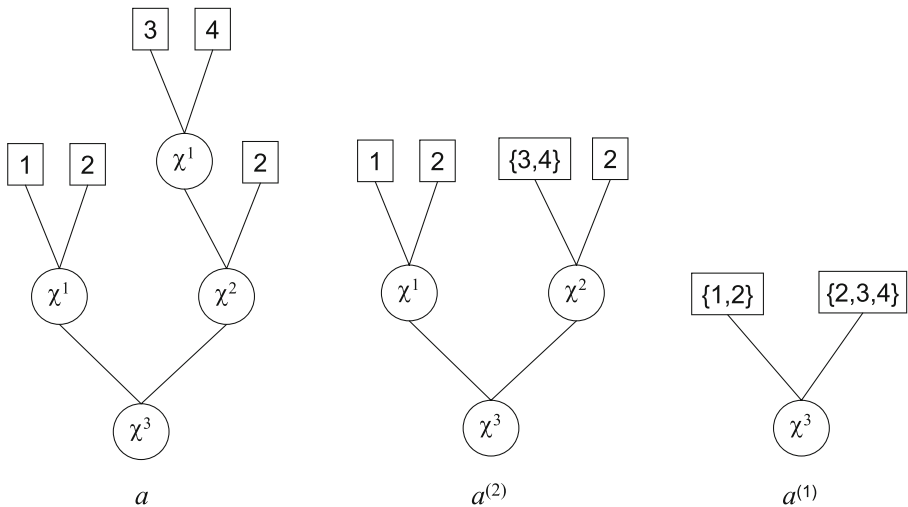 3 4
1 2 χ¹ 2 1 2 {3,4} 2
χ¹ χ² χ¹ χ² {1,2} {2,3,4}
χ³ χ³ χ³
a a⁽²⁾ a⁽¹⁾